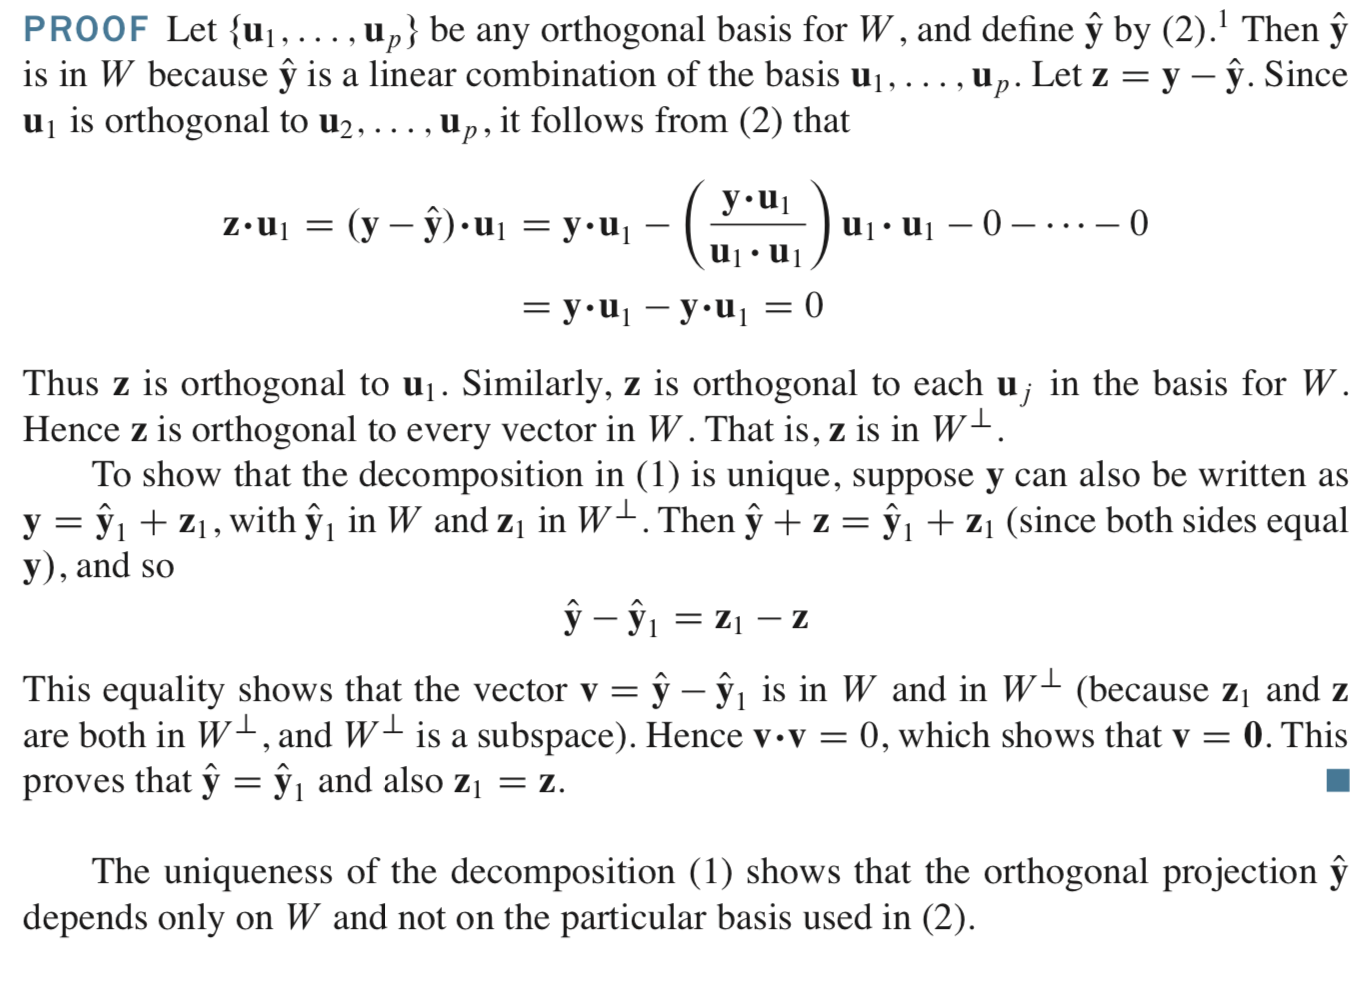 PROOF Let {u₁, . . . , uₚ} be any orthogonal basis for W, and define ŷ by (2).¹ Then ŷ
is in W because ŷ is a linear combination of the basis u₁, . . . , uₚ. Let z = y − ŷ. Since
u₁ is orthogonal to u₂, . . . , uₚ, it follows from (2) that
z·u₁ = (y − ŷ)·u₁ = y·u₁ − (y·u₁ / u₁·u₁) u₁·u₁ − 0 − ··· − 0
= y·u₁ − y·u₁ = 0
Thus z is orthogonal to u₁. Similarly, z is orthogonal to each uⱼ in the basis for W.
Hence z is orthogonal to every vector in W. That is, z is in W⊥.
To show that the decomposition in (1) is unique, suppose y can also be written as
y = ŷ₁ + z₁, with ŷ₁ in W and z₁ in W⊥. Then ŷ + z = ŷ₁ + z₁ (since both sides equal
y), and so
ŷ − ŷ₁ = z₁ − z
This equality shows that the vector v = ŷ − ŷ₁ is in W and in W⊥ (because z₁ and z
are both in W⊥, and W⊥ is a subspace). Hence v·v = 0, which shows that v = 0. This
proves that ŷ = ŷ₁ and also z₁ = z. ■
The uniqueness of the decomposition (1) shows that the orthogonal projection ŷ
depends only on W and not on the particular basis used in (2).